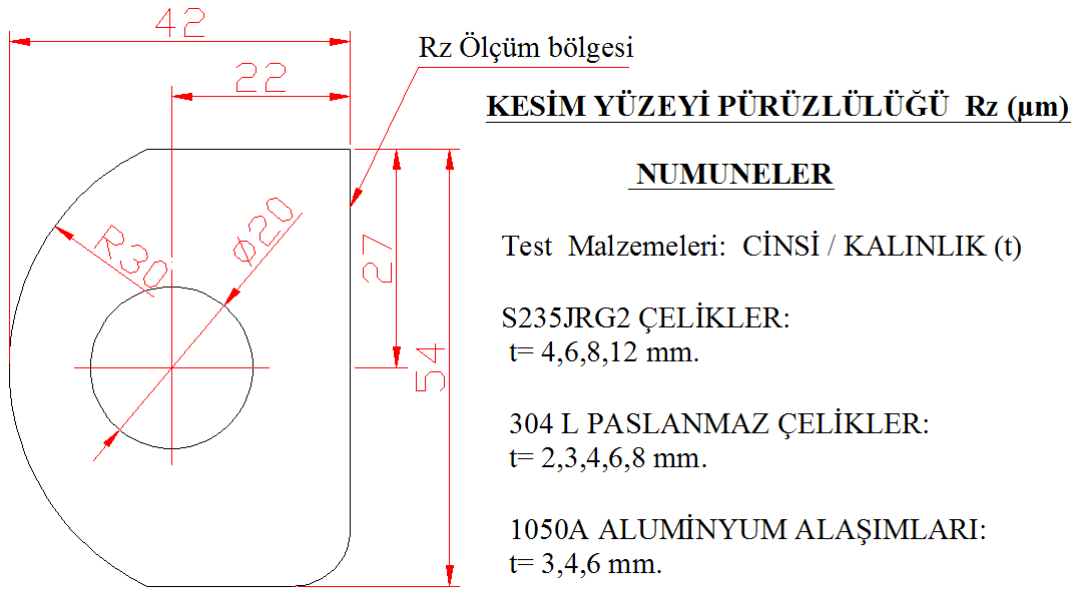 42
22
Rz Ölçüm bölgesi
KESİM YÜZEYİ PÜRÜZLÜLÜĞÜ Rz (µm)
NUMUNELER
R30
ø20
27
54
Test Malzemeleri: CİNSİ / KALINLIK (t)
S235JRG2 ÇELİKLER:
t= 4,6,8,12 mm.
304 L PASLANMAZ ÇELİKLER:
t= 2,3,4,6,8 mm.
1050A ALUMİNYUM ALAŞIMLARI:
t= 3,4,6 mm.